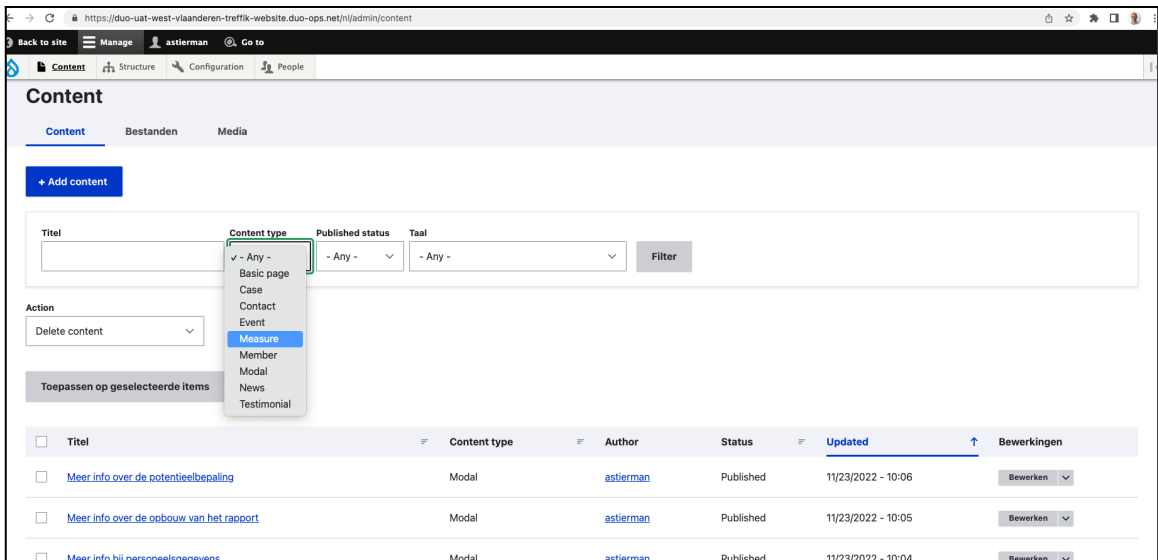 https://duo-uat-west-vlaanderen-treffik-website.duo-ops.net/nl/admin/content
Back to site Manage astierman Go to
Content Structure Configuration People
Content
Content Bestanden Media
+ Add content
Titel Content type Published status Taal
✓ - Any - - Any - - Any - Filter
Basic page
Case
Contact
Event
Measure
Member
Modal
News
Testimonial
Action
Delete content
Toepassen op geselecteerde items
Titel Content type Author Status Updated Bewerkingen
Meer info over de potentieelbepaling Modal astierman Published 11/23/2022 - 10:06 Bewerken
Meer info over de opbouw van het rapport Modal astierman Published 11/23/2022 - 10:05 Bewerken
Meer info bij personeelsgegevens Modal astierman Published 11/23/2022 - 10:04 Bewerken